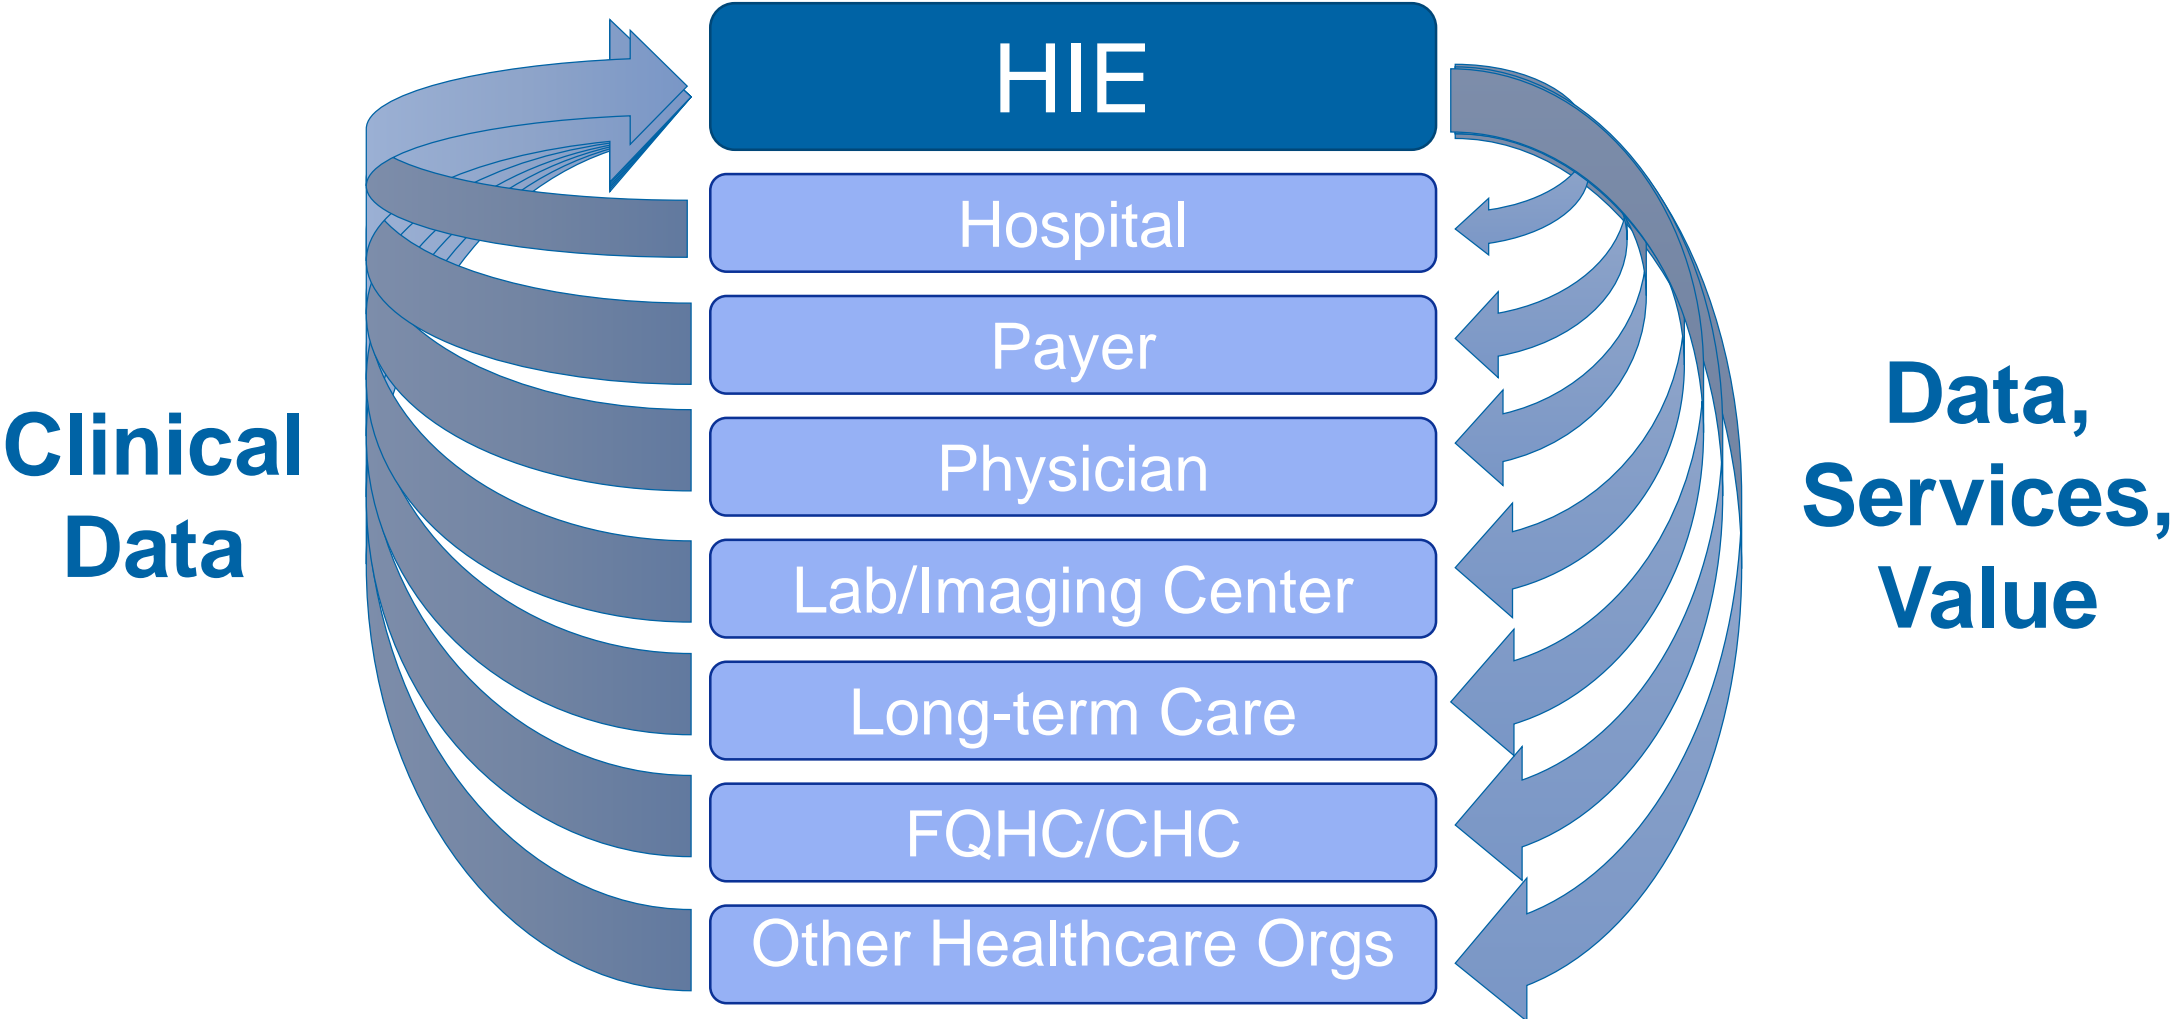 HIE
Hospital
Payer
Physician
Lab/Imaging Center
Long-term Care
FQHC/CHC
Other Healthcare Orgs
Clinical
Data
Data,
Services,
Value